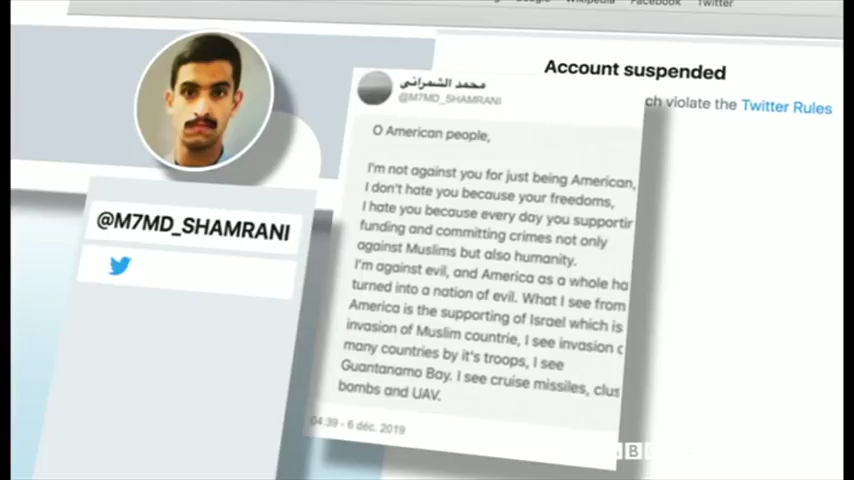 Wikipedia Facebook Twitter
Account suspended
ch violate the Twitter Rules
@M7MD_SHAMRANI
محمد الشمراني
@M7MD_SHAMRANI
O American people,
I'm not against you for just being American,
I don't hate you because your freedoms,
I hate you because every day you supportin
funding and committing crimes not only
against Muslims but also humanity.
I'm against evil, and America as a whole ha
turned into a nation of evil. What I see from
America is the supporting of Israel which is
invasion of Muslim countrie, I see invasion o
many countries by it's troops, I see
Guantanamo Bay. I see cruise missiles, clus
bombs and UAV.
04:39 - 6 déc. 2019
B